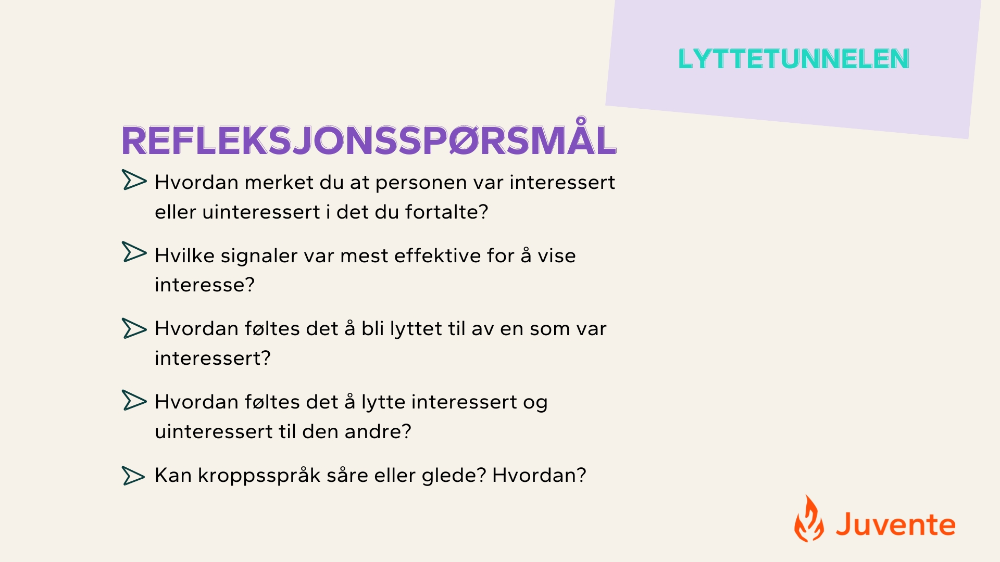 LYTTETUNNELEN
REFLEKSJONSSPØRSMÅL
Hvordan merket du at personen var interessert
eller uinteressert i det du fortalte?
Hvilke signaler var mest effektive for å vise
interesse?
Hvordan føltes det å bli lyttet til av en som var
interessert?
Hvordan føltes det å lytte interessert og
uinteressert til den andre?
Kan kroppsspråk såre eller glede? Hvordan?
Juvente